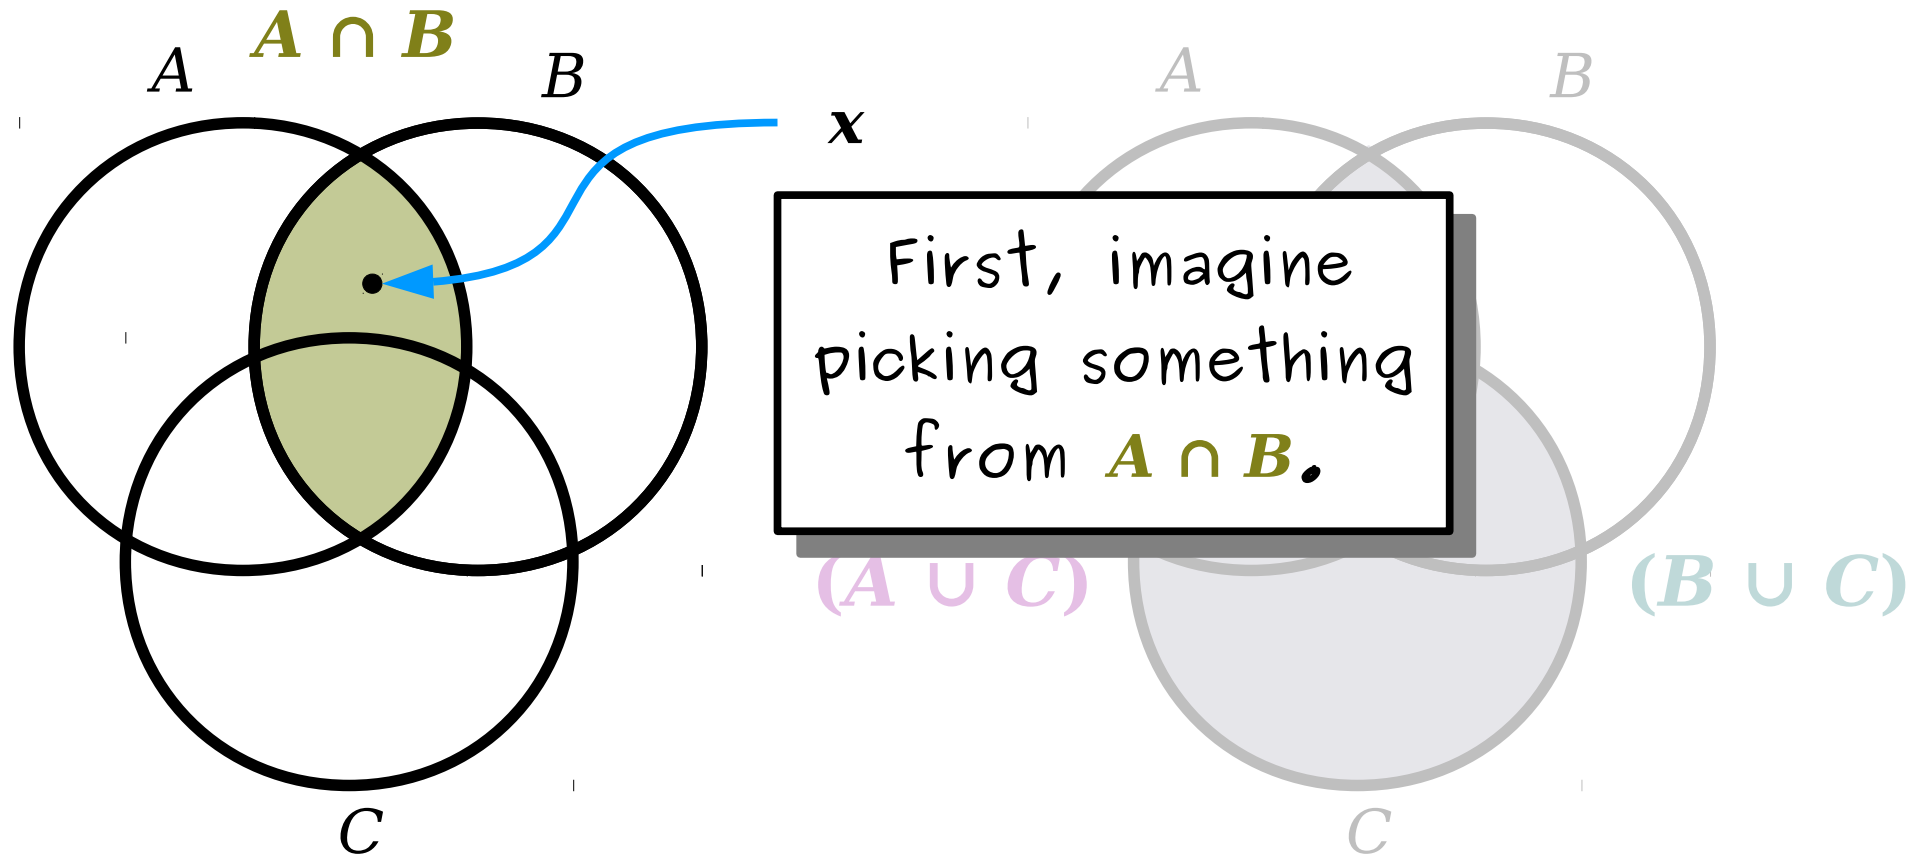 A ∩ B
A
B
x
C
First, imagine
picking something
from A ∩ B.
A
B
(A ∪ C)
(B ∪ C)
C